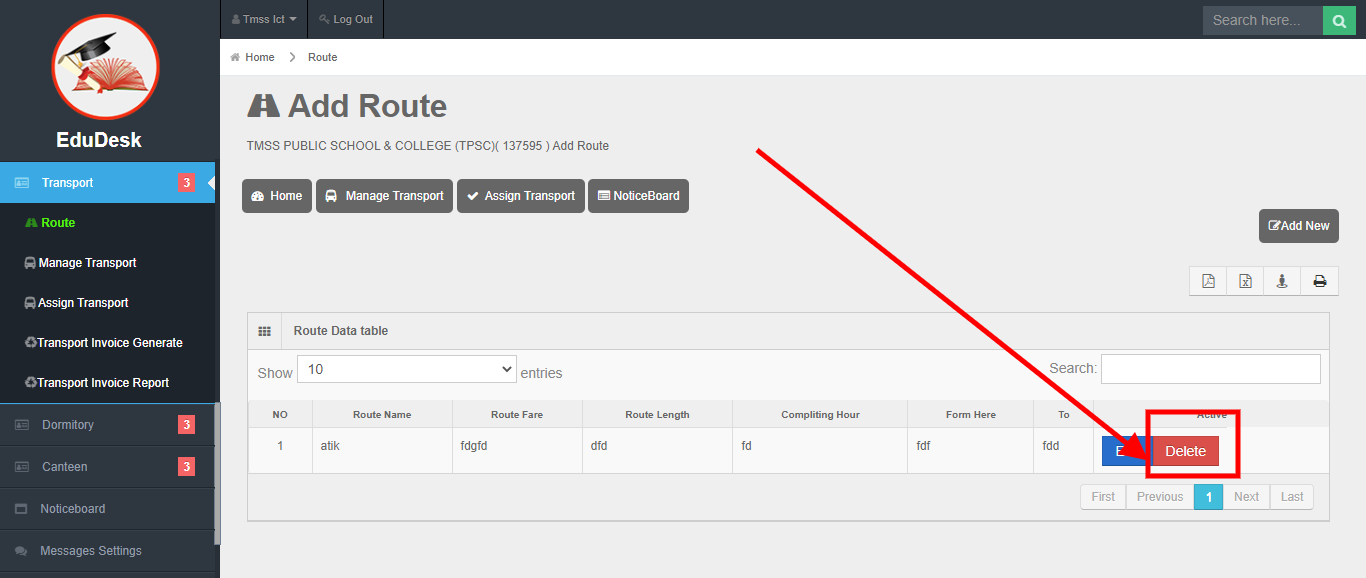 Tmss Ict
Log Out
Search here...
EduDesk
Home
Route
Add Route
TMSS PUBLIC SCHOOL & COLLEGE (TPSC)( 137595 ) Add Route
Transport 3
Route
Manage Transport
Assign Transport
Transport Invoice Generate
Transport Invoice Report
Dormitory 3
Canteen 3
Noticeboard
Messages Settings
Home Manage Transport Assign Transport NoticeBoard
Add New
Route Data table
Show 10 entries
Search:
NO Route Name Route Fare Route Length Compliting Hour Form Here To Active
1 atik fdgfd dfd fd fdf fdd Delete
First Previous 1 Next Last